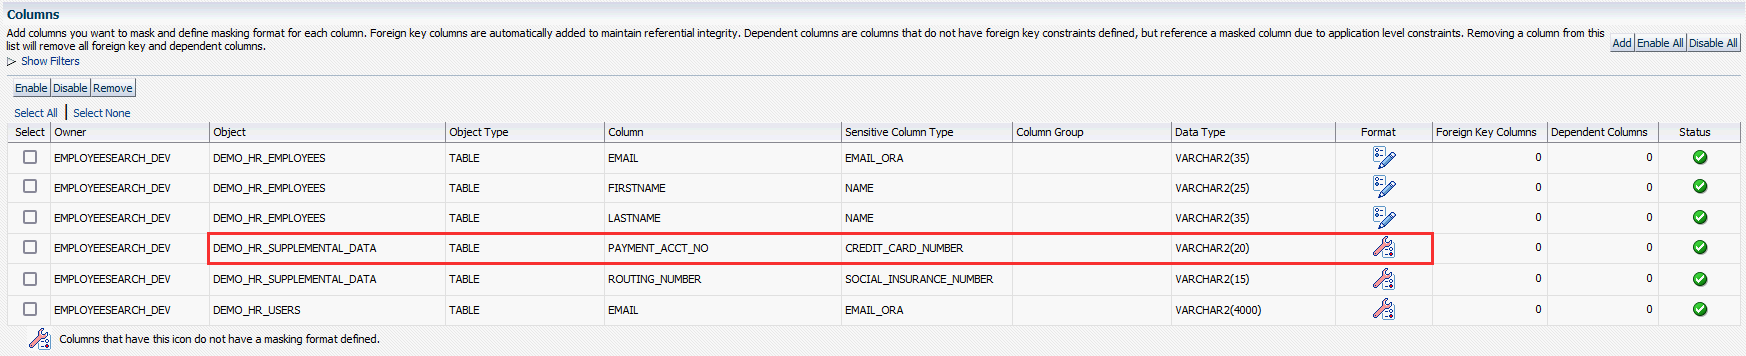 Columns
Add columns you want to mask and define masking format for each column. Foreign key columns are automatically added to maintain referential integrity. Dependent columns are columns that do not have foreign key constraints defined, but reference a masked column due to application level constraints. Removing a column from this
list will remove all foreign key and dependent columns.
Add Enable All Disable All
Show Filters
Enable Disable Remove
Select All Select None
Select Owner Object Object Type Column Sensitive Column Type Column Group Data Type Format Foreign Key Columns Dependent Columns Status
EMPLOYEESEARCH_DEV DEMO_HR_EMPLOYEES TABLE EMAIL EMAIL_ORA VARCHAR2(35) 0 0
EMPLOYEESEARCH_DEV DEMO_HR_EMPLOYEES TABLE FIRSTNAME NAME VARCHAR2(25) 0 0
EMPLOYEESEARCH_DEV DEMO_HR_EMPLOYEES TABLE LASTNAME NAME VARCHAR2(35) 0 0
EMPLOYEESEARCH_DEV DEMO_HR_SUPPLEMENTAL_DATA TABLE PAYMENT_ACCT_NO CREDIT_CARD_NUMBER VARCHAR2(20) 0 0
EMPLOYEESEARCH_DEV DEMO_HR_SUPPLEMENTAL_DATA TABLE ROUTING_NUMBER SOCIAL_INSURANCE_NUMBER VARCHAR2(15) 0 0
EMPLOYEESEARCH_DEV DEMO_HR_USERS TABLE EMAIL EMAIL_ORA VARCHAR2(4000) 0 0
Columns that have this icon do not have a masking format defined.